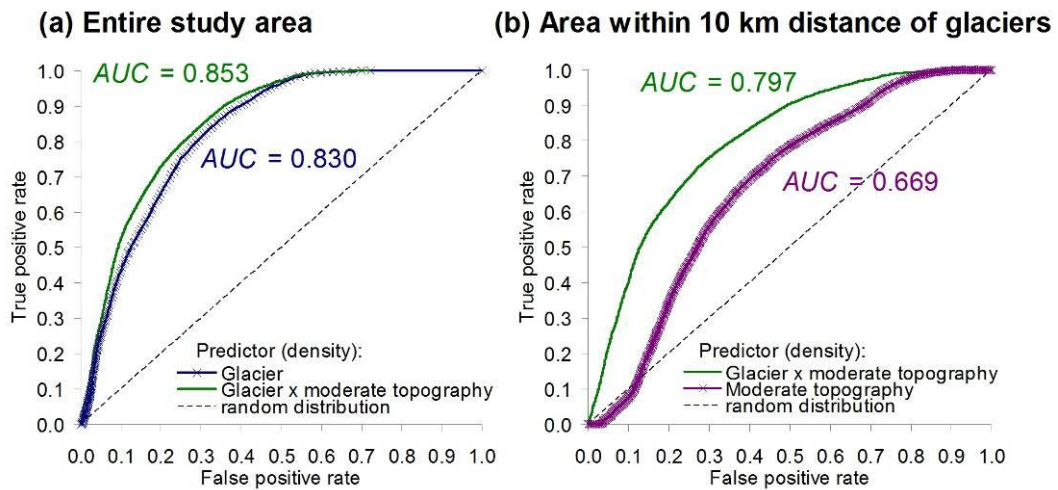 (a) Entire study area
AUC = 0.853
AUC = 0.830
1.0
0.9
0.8
0.7
0.6
0.5
0.4
0.3
0.2
0.1
0.0
True positive rate
Predictor (density):
Glacier
Glacier x moderate topography
random distribution
0.0 0.1 0.2 0.3 0.4 0.5 0.6 0.7 0.8 0.9 1.0
False positive rate
(b) Area within 10 km distance of glaciers
AUC = 0.797
AUC = 0.669
1.0
0.9
0.8
0.7
0.6
0.5
0.4
0.3
0.2
0.1
0.0
True positive rate
Predictor (density):
Glacier x moderate topography
Moderate topography
random distribution
0.0 0.1 0.2 0.3 0.4 0.5 0.6 0.7 0.8 0.9 1.0
False positive rate